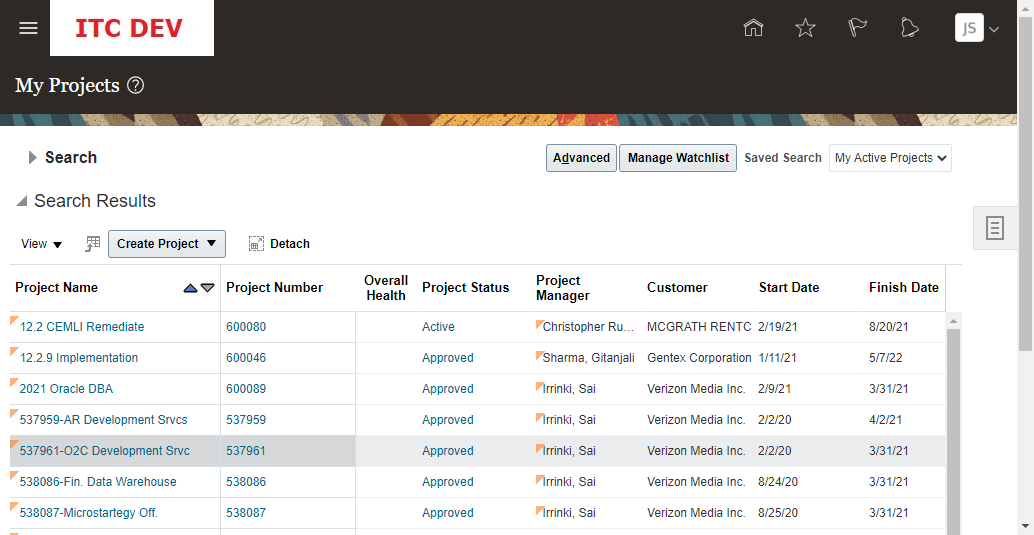 ITC DEV
JS
My Projects
Search
Advanced Manage Watchlist Saved Search My Active Projects
Search Results
View Create Project Detach
Project Name Project Number Overall Health Project Status Project Manager Customer Start Date Finish Date
12.2 CEMLI Remediate 600080 Active Christopher Ru... MCGRATH RENTC 2/19/21 8/20/21
12.2.9 Implementation 600046 Approved Sharma, Gitanjali Gentex Corporation 1/11/21 5/7/22
2021 Oracle DBA 600089 Approved Irrinki, Sai Verizon Media Inc. 2/9/21 3/31/21
537959-AR Development Srvcs 537959 Approved Irrinki, Sai Verizon Media Inc. 2/2/20 4/2/21
537961-O2C Development Srvc 537961 Approved Irrinki, Sai Verizon Media Inc. 2/2/20 3/31/21
538086-Fin. Data Warehouse 538086 Approved Irrinki, Sai Verizon Media Inc. 8/24/20 3/31/21
538087-Microstartegy Off. 538087 Approved Irrinki, Sai Verizon Media Inc. 8/25/20 3/31/21